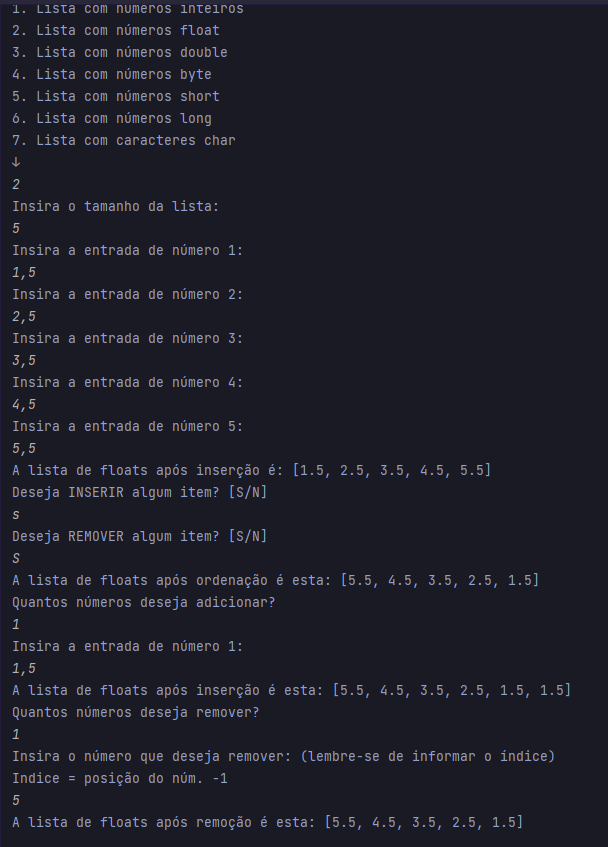 1. Lista com números inteiros
2. Lista com números float
3. Lista com números double
4. Lista com números byte
5. Lista com números short
6. Lista com números long
7. Lista com caracteres char
↓
2
Insira o tamanho da lista:
5
Insira a entrada de número 1:
1,5
Insira a entrada de número 2:
2,5
Insira a entrada de número 3:
3,5
Insira a entrada de número 4:
4,5
Insira a entrada de número 5:
5,5
A lista de floats após inserção é: [1.5, 2.5, 3.5, 4.5, 5.5]
Deseja INSERIR algum item? [S/N]
s
Deseja REMOVER algum item? [S/N]
S
A lista de floats após ordenação é esta: [5.5, 4.5, 3.5, 2.5, 1.5]
Quantos números deseja adicionar?
1
Insira a entrada de número 1:
1,5
A lista de floats após inserção é esta: [5.5, 4.5, 3.5, 2.5, 1.5, 1.5]
Quantos números deseja remover?
1
Insira o número que deseja remover: (lembre-se de informar o índice)
Indice = posição do núm. -1
5
A lista de floats após remoção é esta: [5.5, 4.5, 3.5, 2.5, 1.5]